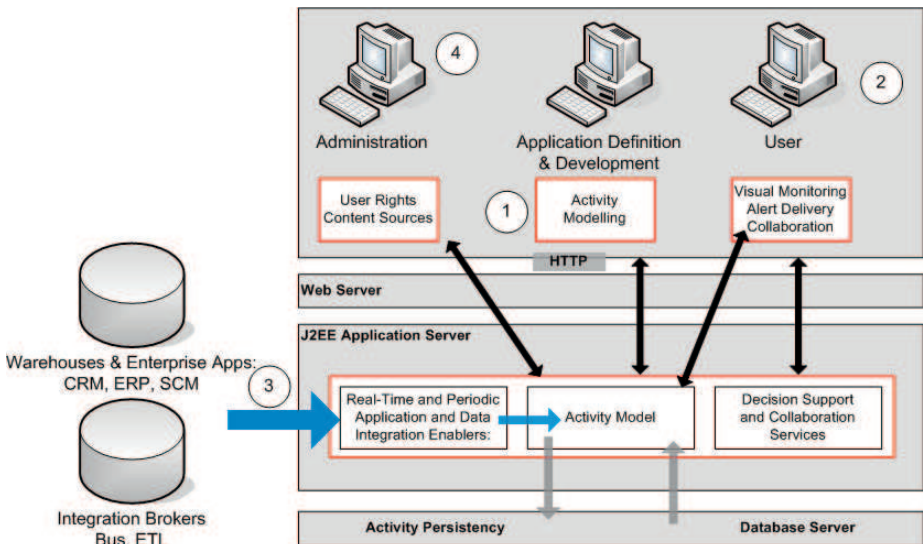 4
2
Administration
Application Definition
& Development
User
User Rights
Content Sources
1
Activity
Modelling
Visual Monitoring
Alert Delivery
Collaboration
HTTP
Web Server
J2EE Application Server
Warehouses & Enterprise Apps:
CRM, ERP, SCM
3
Real-Time and Periodic
Application and Data
Integration Enablers:
Activity Model
Decision Support
and Collaboration
Services
Integration Brokers
Bus, ETL
Activity Persistency
Database Server